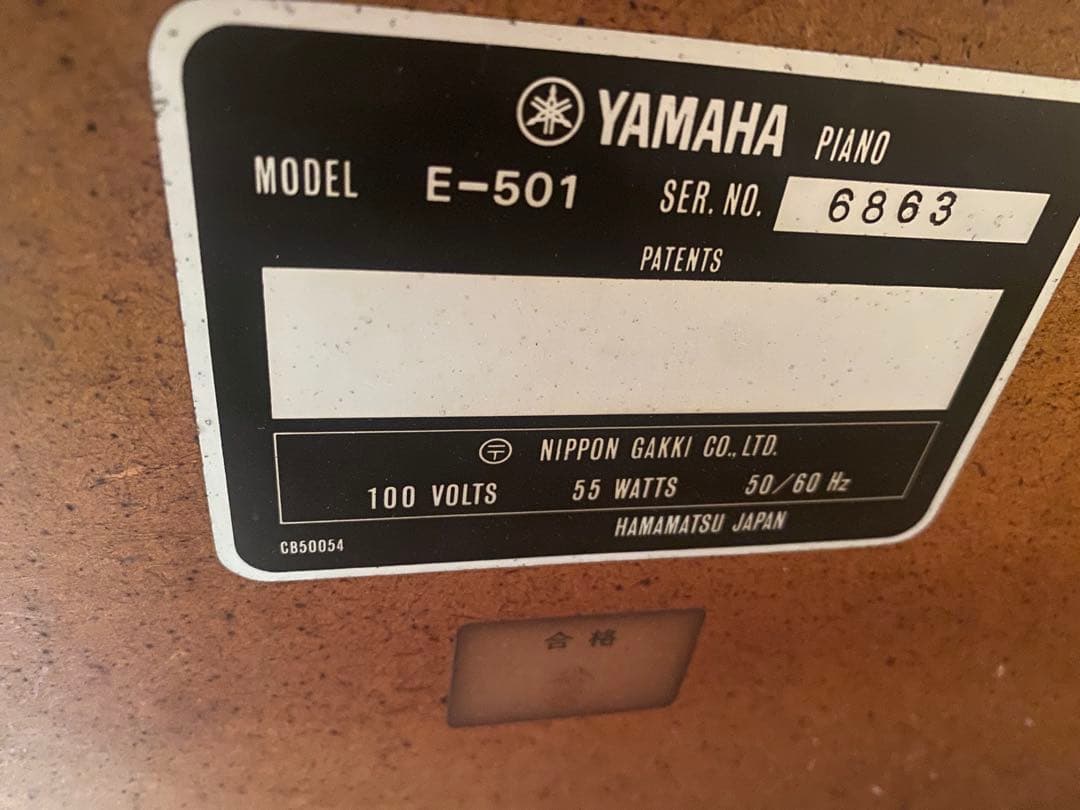 YAMAHA PIANO
MODEL E-501 SER. NO. 6863
PATENTS
〒 NIPPON GAKKI CO., LTD.
100 VOLTS 55 WATTS 50/60 Hz
HAMAMATSU JAPAN
CB50054
合格